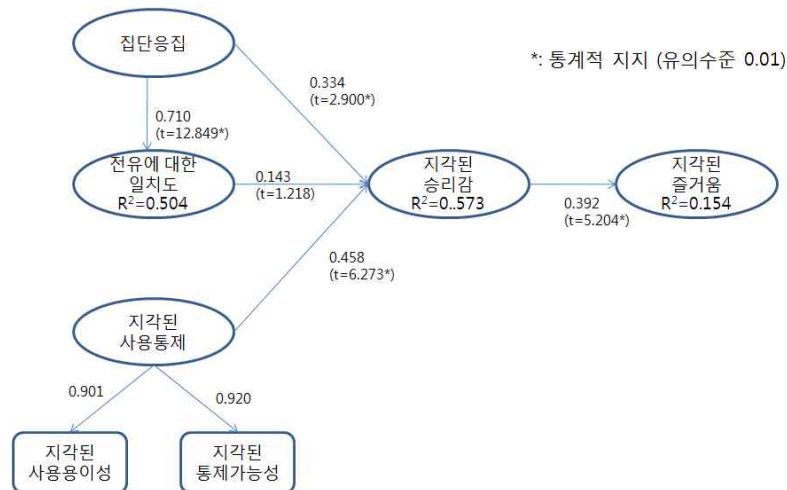 집단응집
*: 통계적 지지 (유의수준 0.01)
0.334
(t=2.900*)
0.710
(t=12.849*)
전유에 대한
일치도
R²=0.504
0.143
(t=1.218)
지각된
승리감
R²=0..573
0.392
(t=5.204*)
지각된
즐거움
R²=0.154
0.458
(t=6.273*)
지각된
사용통제
0.901
0.920
지각된
사용용이성
지각된
통제가능성